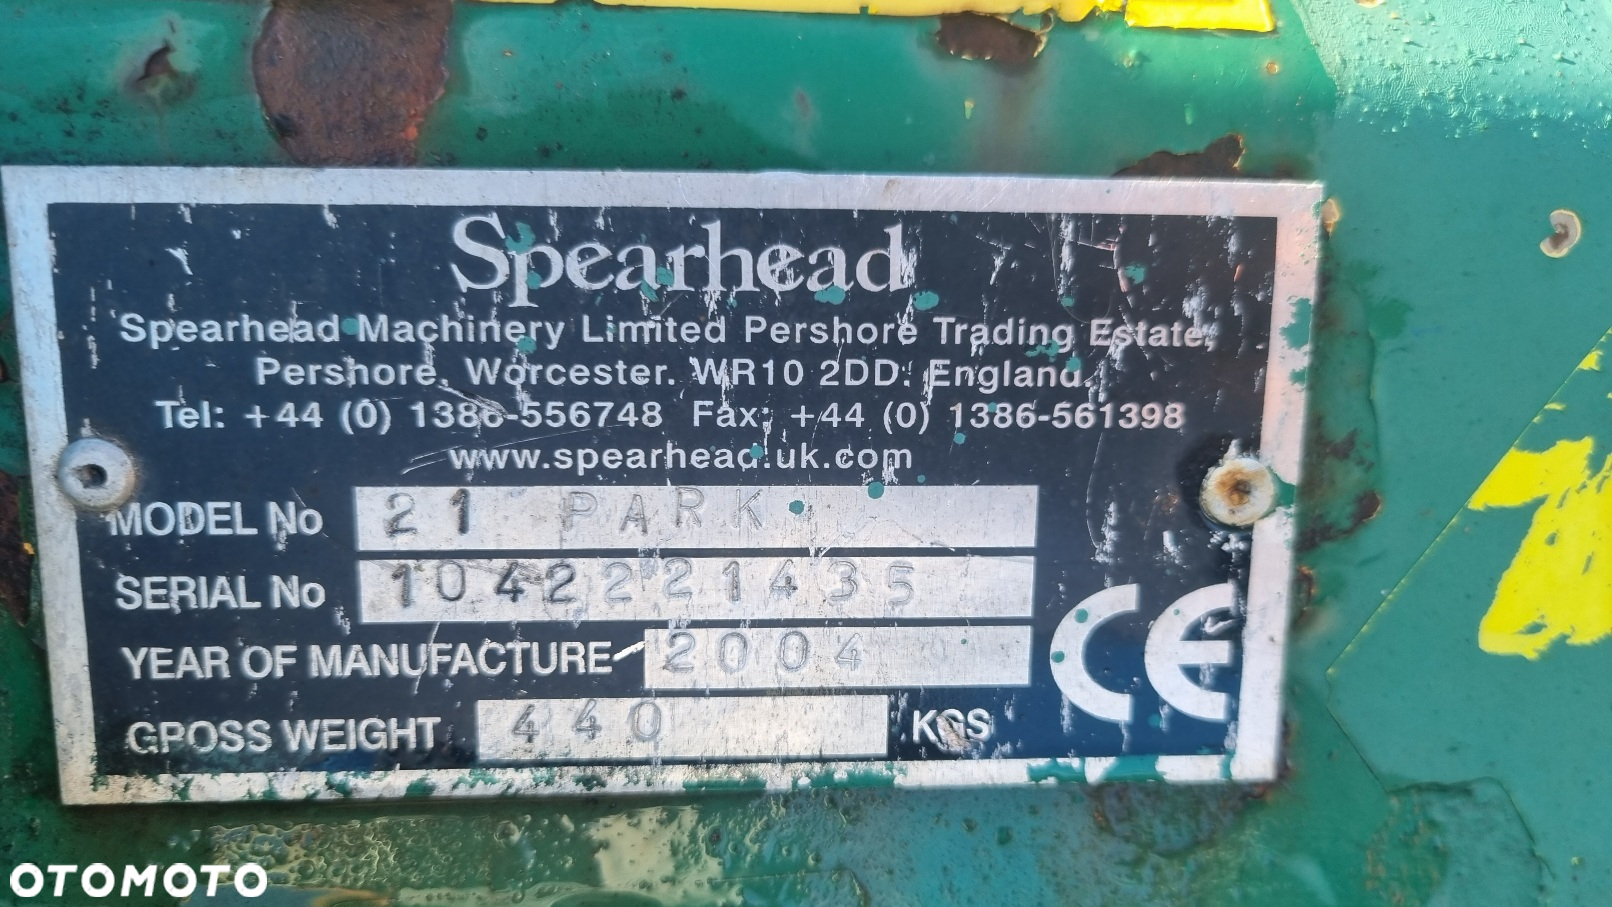 Spearhead
Spearhead Machinery Limited Pershore Trading Estate,
Pershore, Worcester. WR10 2DD. England.
Tel: +44 (0) 1386-556748 Fax: +44 (0) 1386-561398
www.spearhead.uk.com
MODEL No 21 PARK
SERIAL No 1042221435
YEAR OF MANUFACTURE 2004
GROSS WEIGHT 440 KGS
CE
OTOMOTO